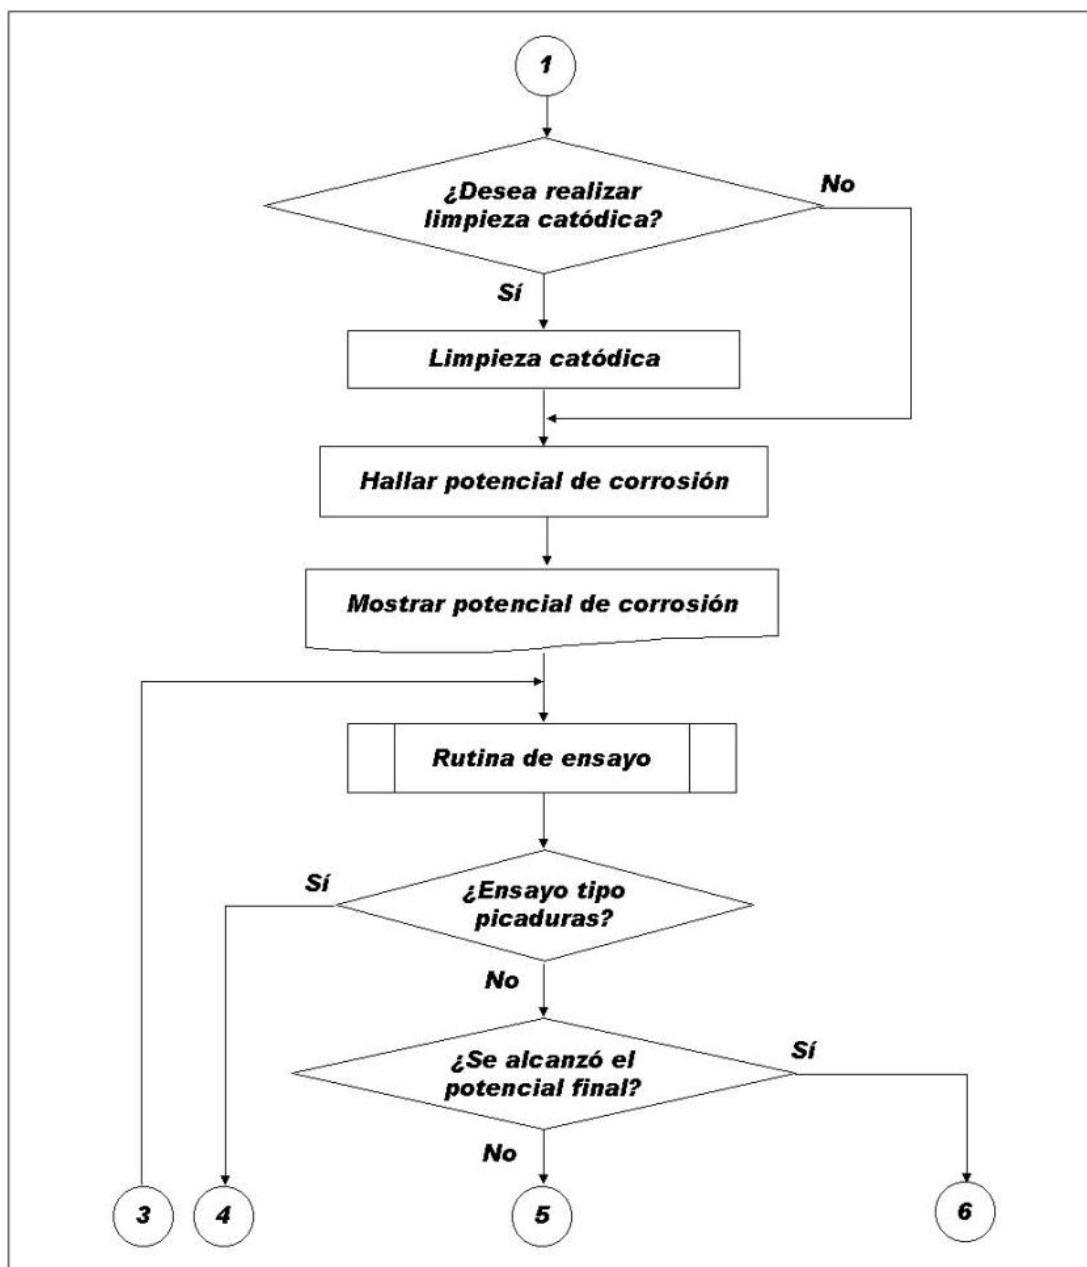 1
¿Desea realizar
limpieza catódica?
No
Sí
Limpieza catódica
Hallar potencial de corrosión
Mostrar potencial de corrosión
Rutina de ensayo
Sí
¿Ensayo tipo
picaduras?
No
¿Se alcanzó el
potencial final?
Sí
No
3
4
5
6